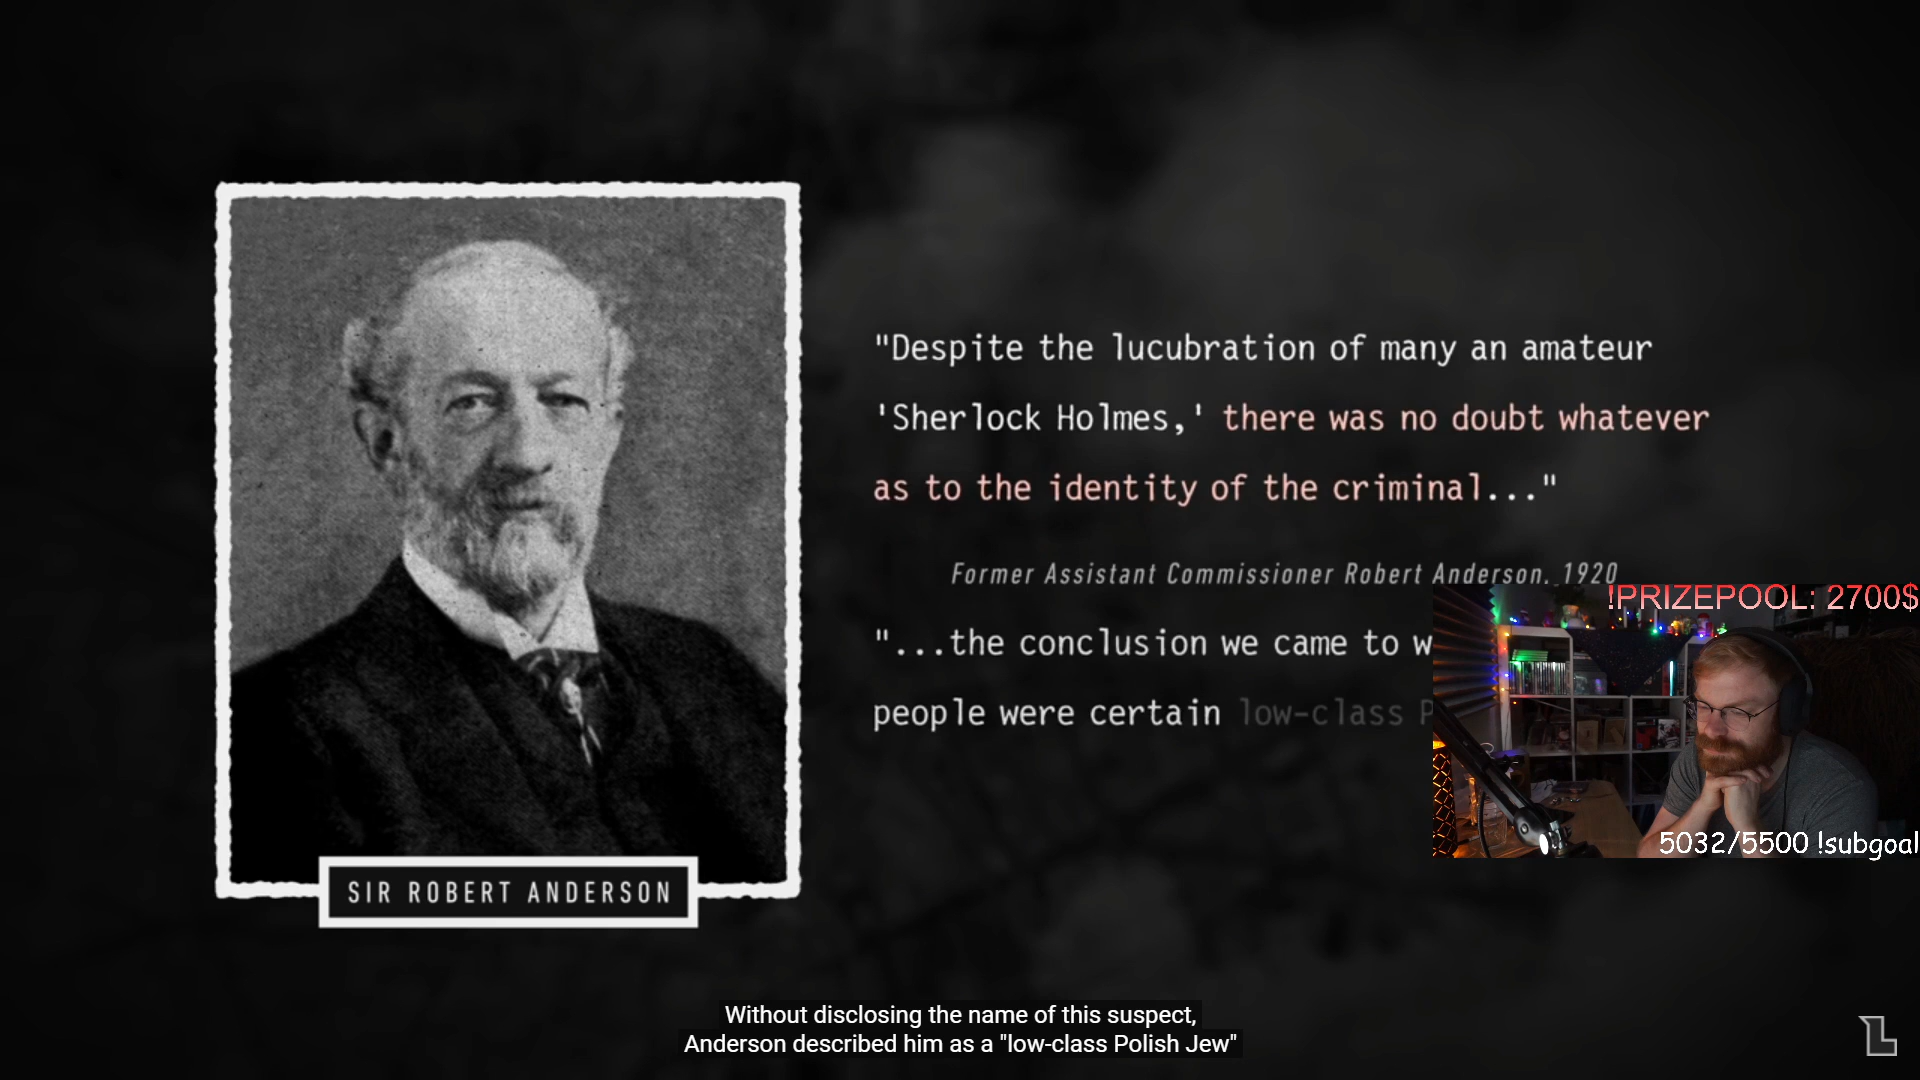 "Despite the lucubration of many an amateur
'Sherlock Holmes,' there was no doubt whatever
as to the identity of the criminal..."
Former Assistant Commissioner Robert Anderson, 1920
"...the conclusion we came to
people were certain low-class
!PRIZEPOOL: 2700$
5032/5500 !subgoal
SIR ROBERT ANDERSON
Without disclosing the name of this suspect,
Anderson described him as a "low-class Polish Jew"